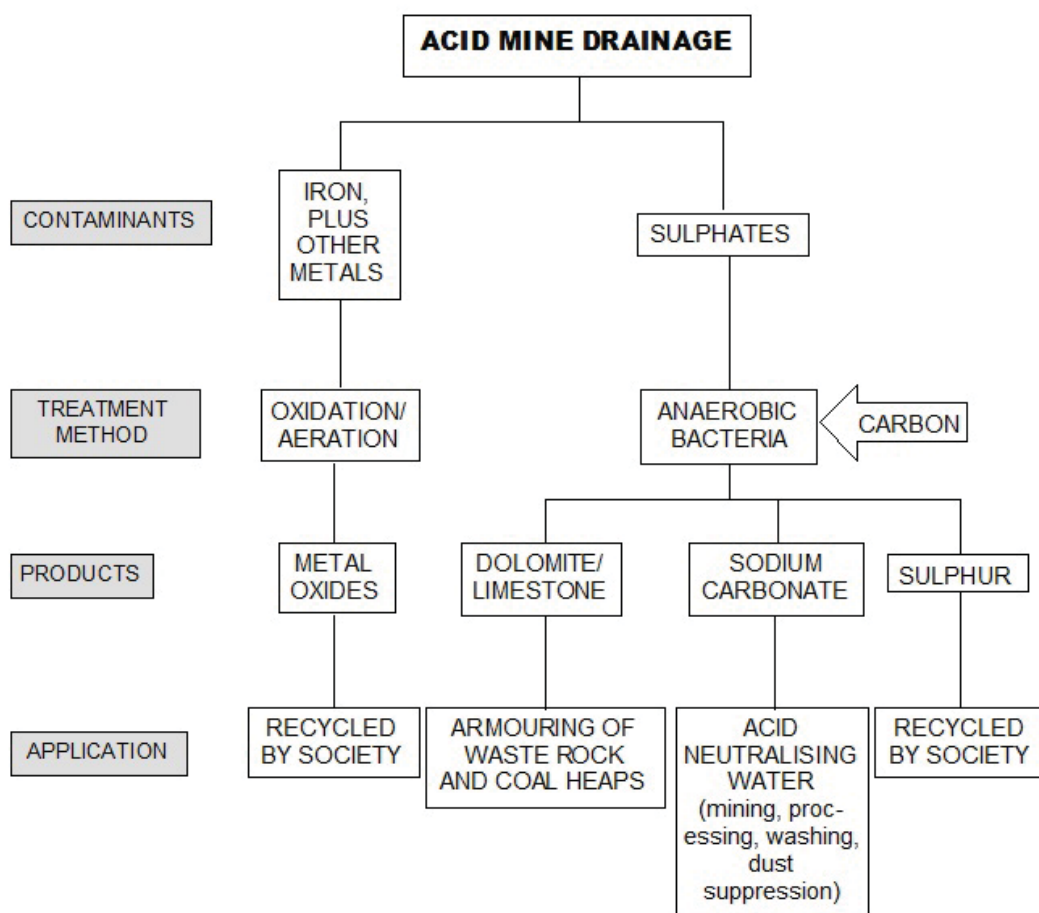 ACID MINE DRAINAGE
CONTAMINANTS
IRON,
PLUS
OTHER
METALS
SULPHATES
TREATMENT
METHOD
OXIDATION/
AERATION
ANAEROBIC
BACTERIA
CARBON
PRODUCTS
METAL
OXIDES
DOLOMITE/
LIMESTONE
SODIUM
CARBONATE
SULPHUR
APPLICATION
RECYCLED
BY SOCIETY
ARMOURING OF
WASTE ROCK
AND COAL HEAPS
ACID
NEUTRALISING
WATER
(mining, proc-
essing, washing,
dust
suppression)
RECYCLED
BY SOCIETY